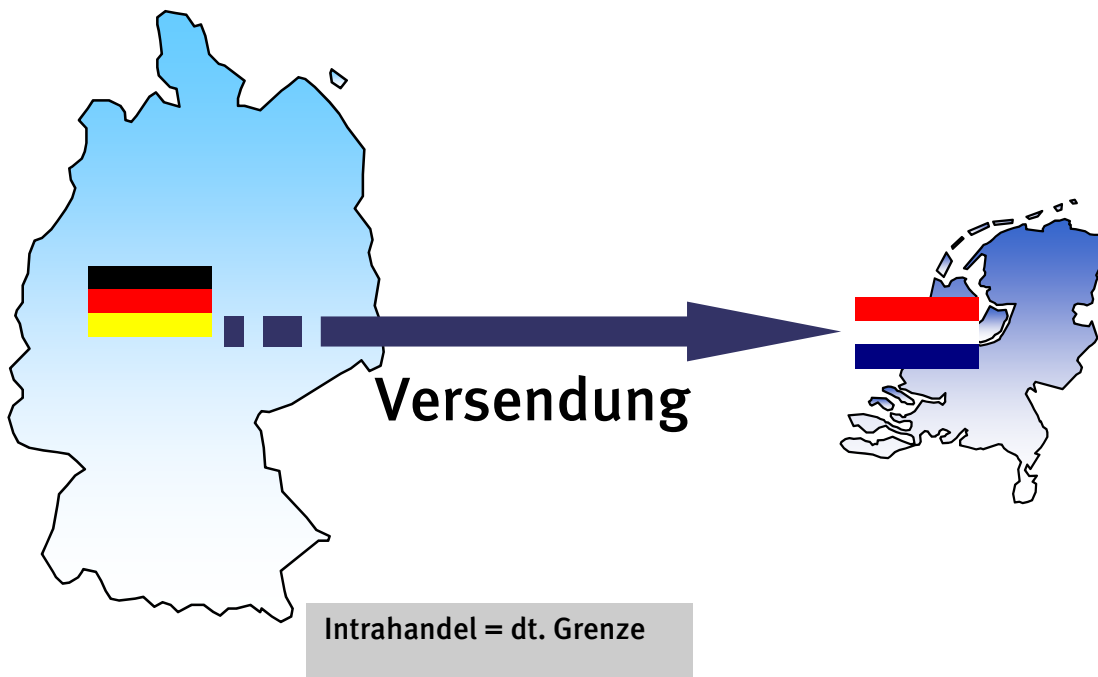 Versendung
Intrahandel = dt. Grenze